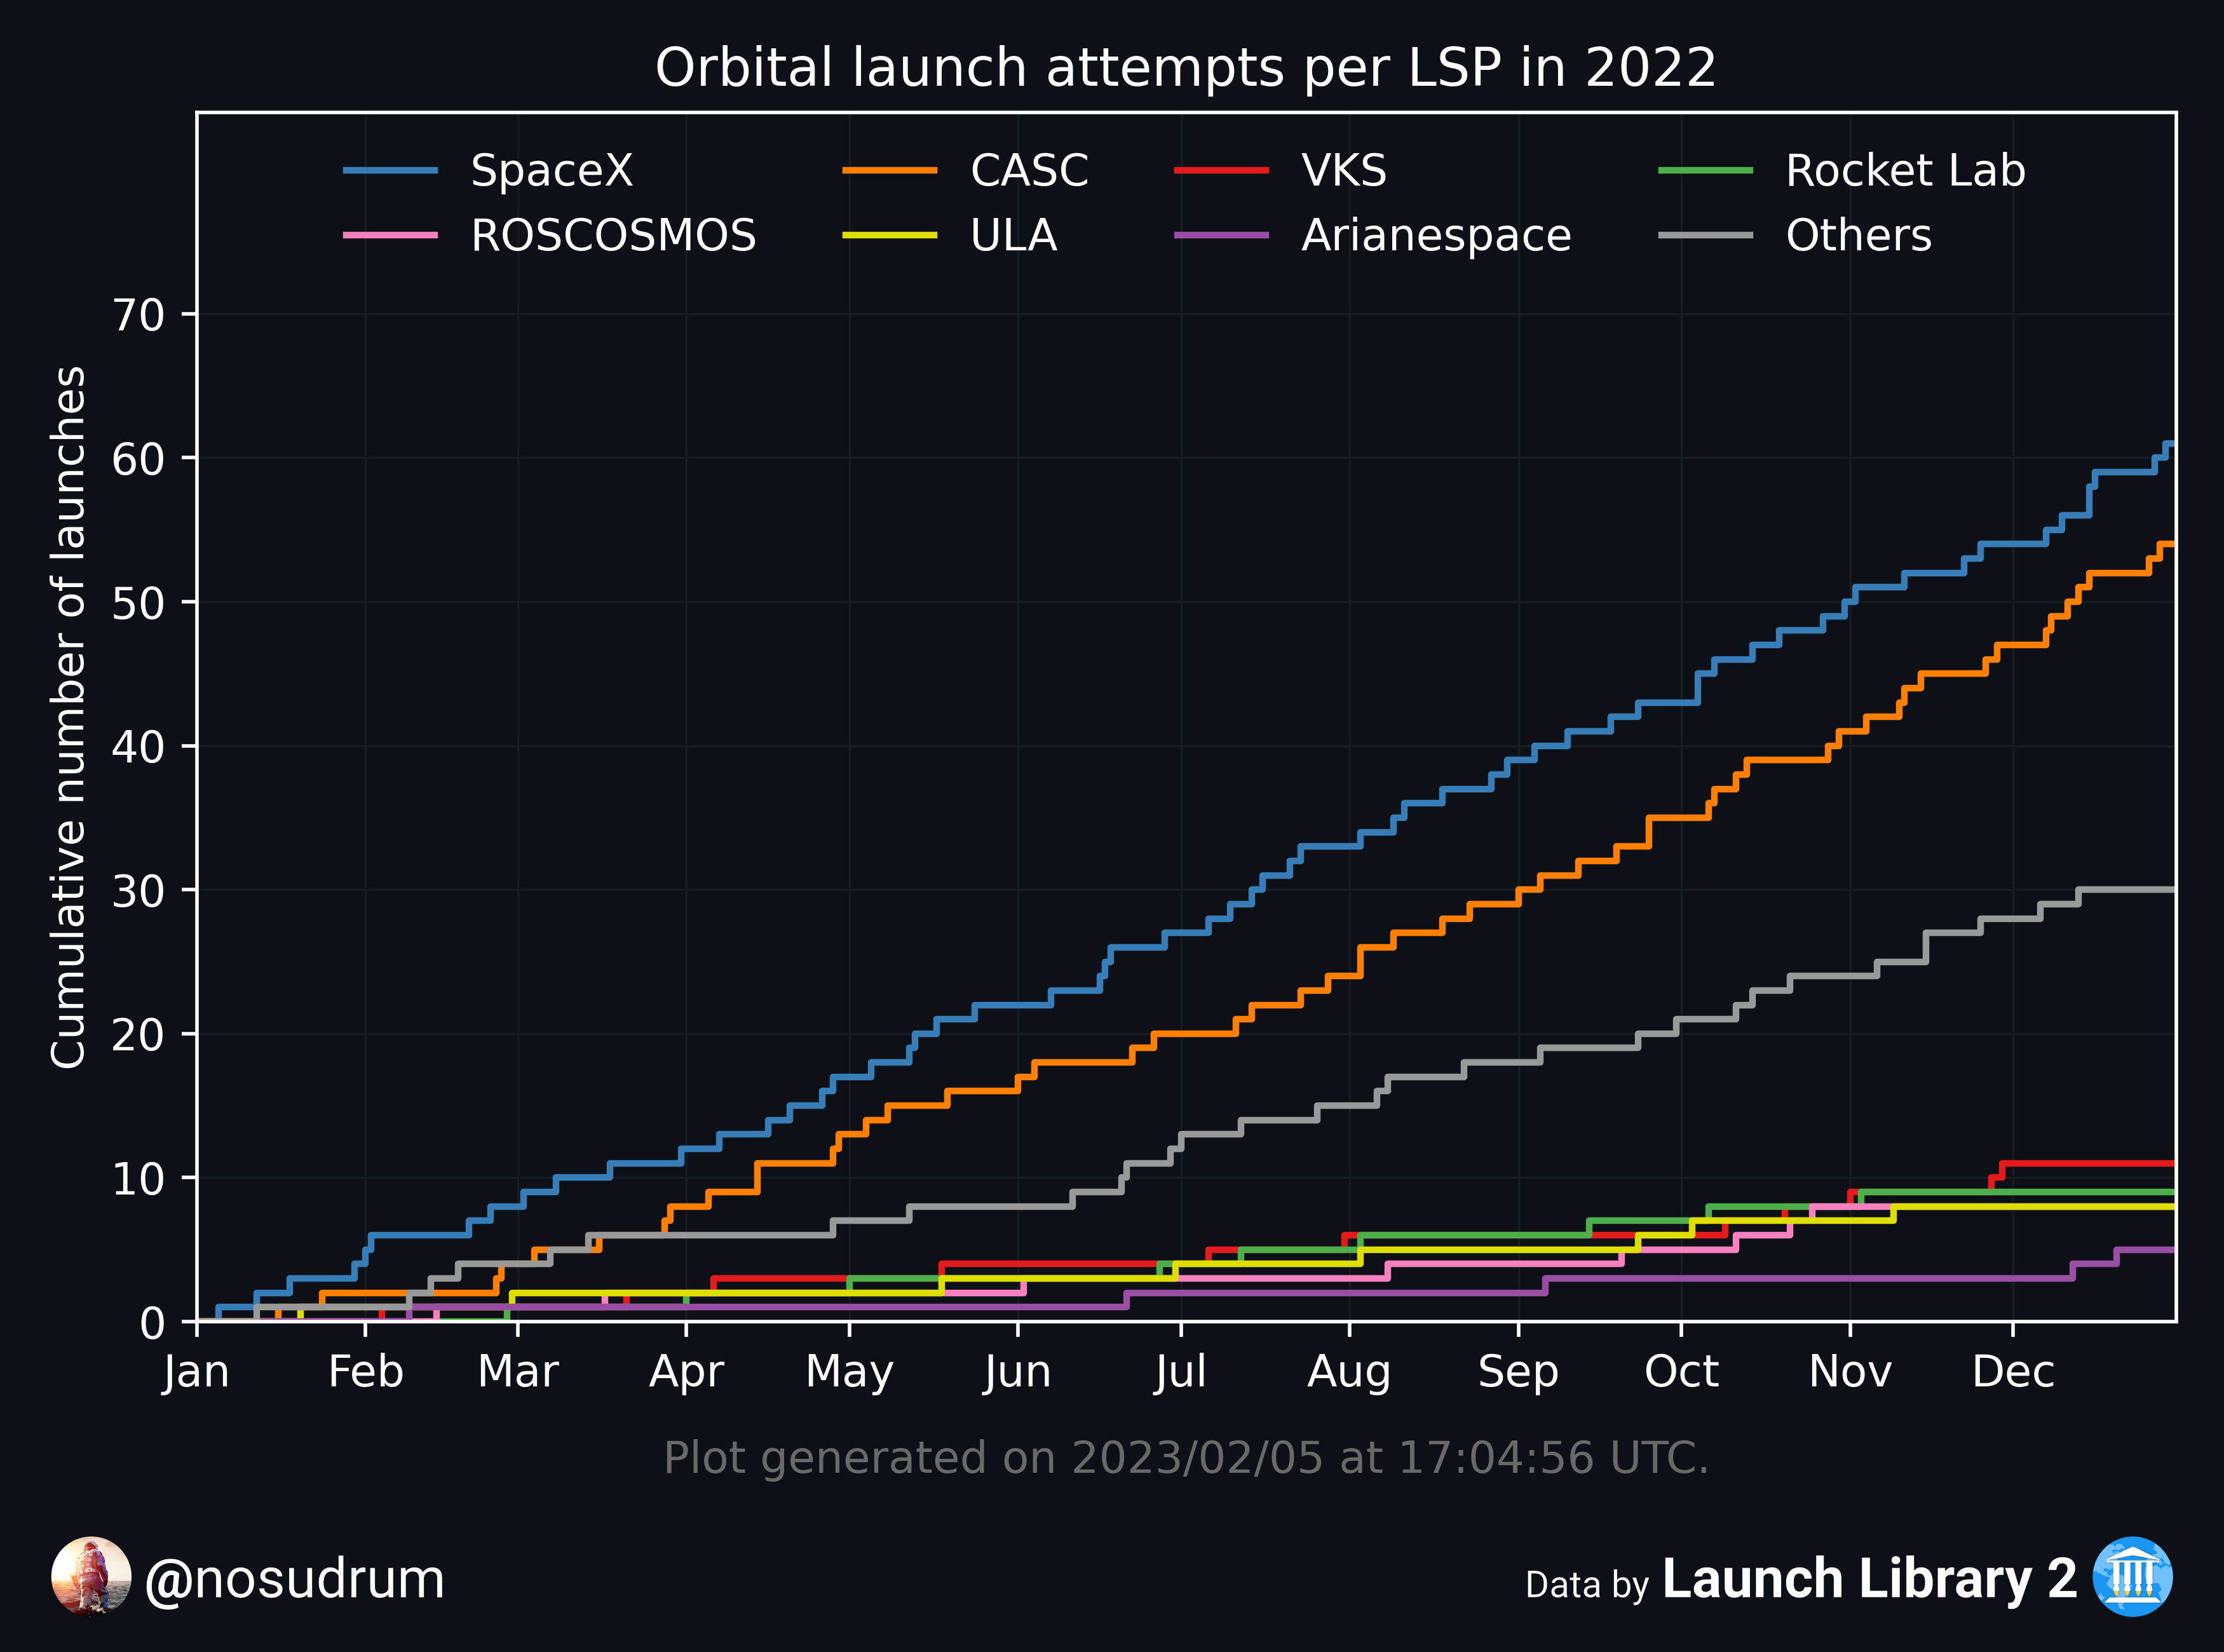 Orbital launch attempts per LSP in 2022
SpaceX CASC VKS Rocket Lab
ROSCOSMOS ULA Arianespace Others
Cumulative number of launches
70
60
50
40
30
20
10
0
Jan Feb Mar Apr May Jun Jul Aug Sep Oct Nov Dec
Plot generated on 2023/02/05 at 17:04:56 UTC.
@nosudrum
Data by Launch Library 2